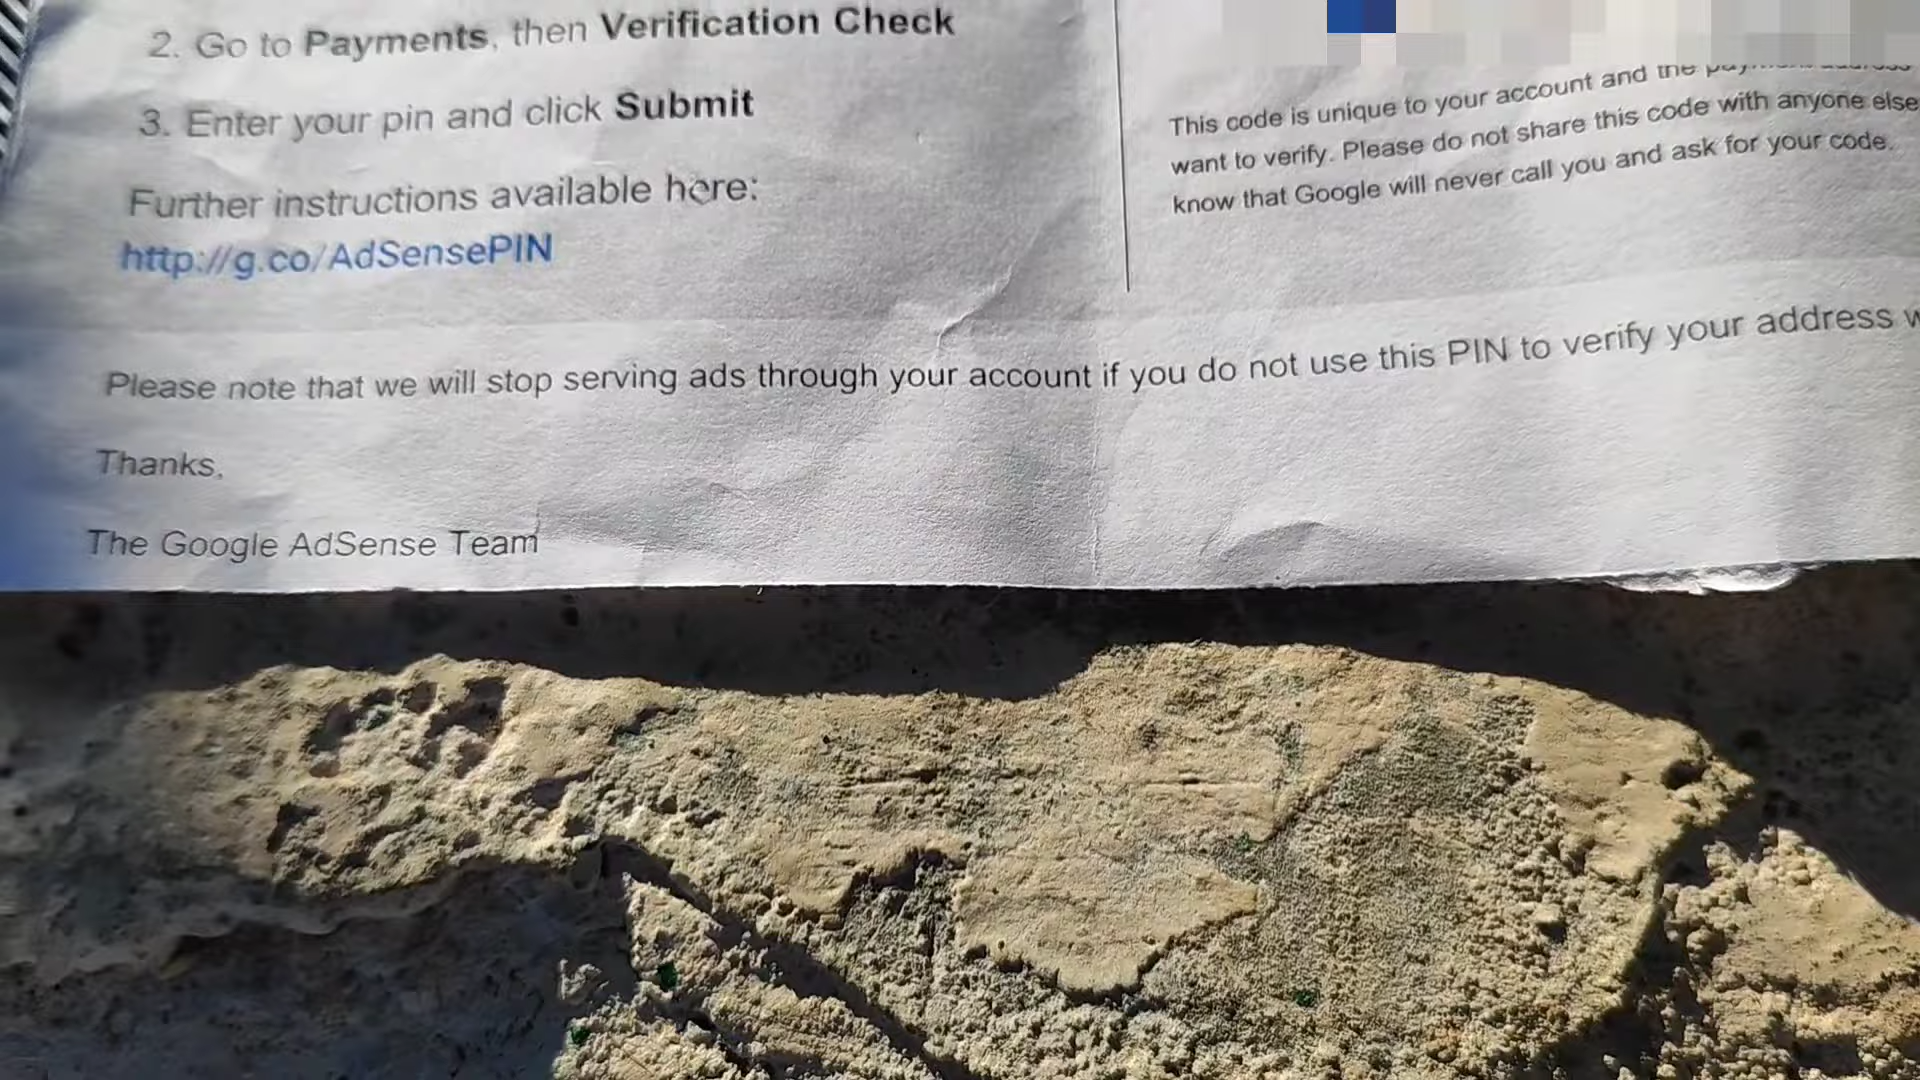 2. Go to Payments, then Verification Check
3. Enter your pin and click Submit
Further instructions available here:
http://g.co/AdSensePIN
This code is unique to your account and the
want to verify. Please do not share this code with anyone else
know that Google will never call you and ask for your code.
Please note that we will stop serving ads through your account if you do not use this PIN to verify your address
Thanks,
The Google AdSense Team